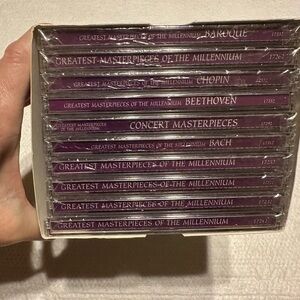 GREATEST MASTERPIECES OF THE MILLENNIUM BAROQUE
GREATEST MASTERPIECES OF THE MILLENNIUM
GREATEST MASTERPIECES OF THE MILLENNIUM CHOPIN
GREATEST MASTERPIECES OF THE MILLENNIUM BEETHOVEN
GREATEST MASTERPIECES
OF THE MILLENNIUM CONCERT MASTERPIECES
GREATEST MASTERPIECES OF THE MILLENNIUM BACH
GREATEST MASTERPIECES OF THE MILLENNIUM
GREATEST MASTERPIECES OF THE MILLENNIUM
GREATEST MASTERPIECES OF THE MILLENNIUM
GREATEST MASTERPIECES OF THE MILLENNIUM